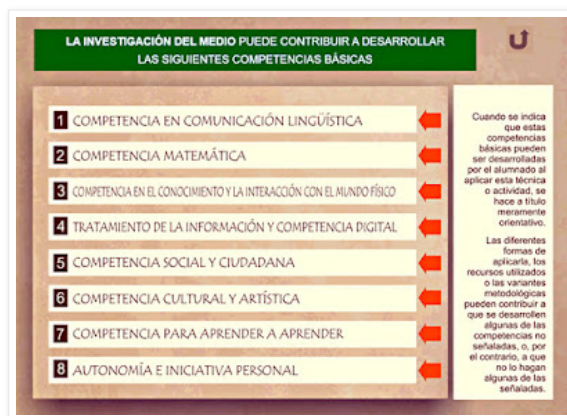 LA INVESTIGACIÓN DEL MEDIO PUEDE CONTRIBUIR A DESARROLLAR
LAS SIGUIENTES COMPETENCIAS BÁSICAS
1 COMPETENCIA EN COMUNICACIÓN LINGÜÍSTICA
2 COMPETENCIA MATEMÁTICA
3 COMPETENCIA EN EL CONOCIMIENTO Y LA INTERACCIÓN CON EL MUNDO FÍSICO
4 TRATAMIENTO DE LA INFORMACIÓN Y COMPETENCIA DIGITAL
5 COMPETENCIA SOCIAL Y CIUDADANA
6 COMPETENCIA CULTURAL Y ARTÍSTICA
7 COMPETENCIA PARA APRENDER A APRENDER
8 AUTONOMÍA E INICIATIVA PERSONAL
Cuando se indica
que estas
competencias
básicas pueden
ser desarrolladas
por el alumnado al
aplicar esta técnica
o actividad, se
hace a título
meramente
orientativo.
Las diferentes
formas de
aplicarla, los
recursos utilizados
o las variantes
metodológicas
pueden contribuir a
que se desarrollen
algunas de las
competencias no
señaladas, o, por
el contrario, a que
no lo hagan
algunas de las
señaladas.